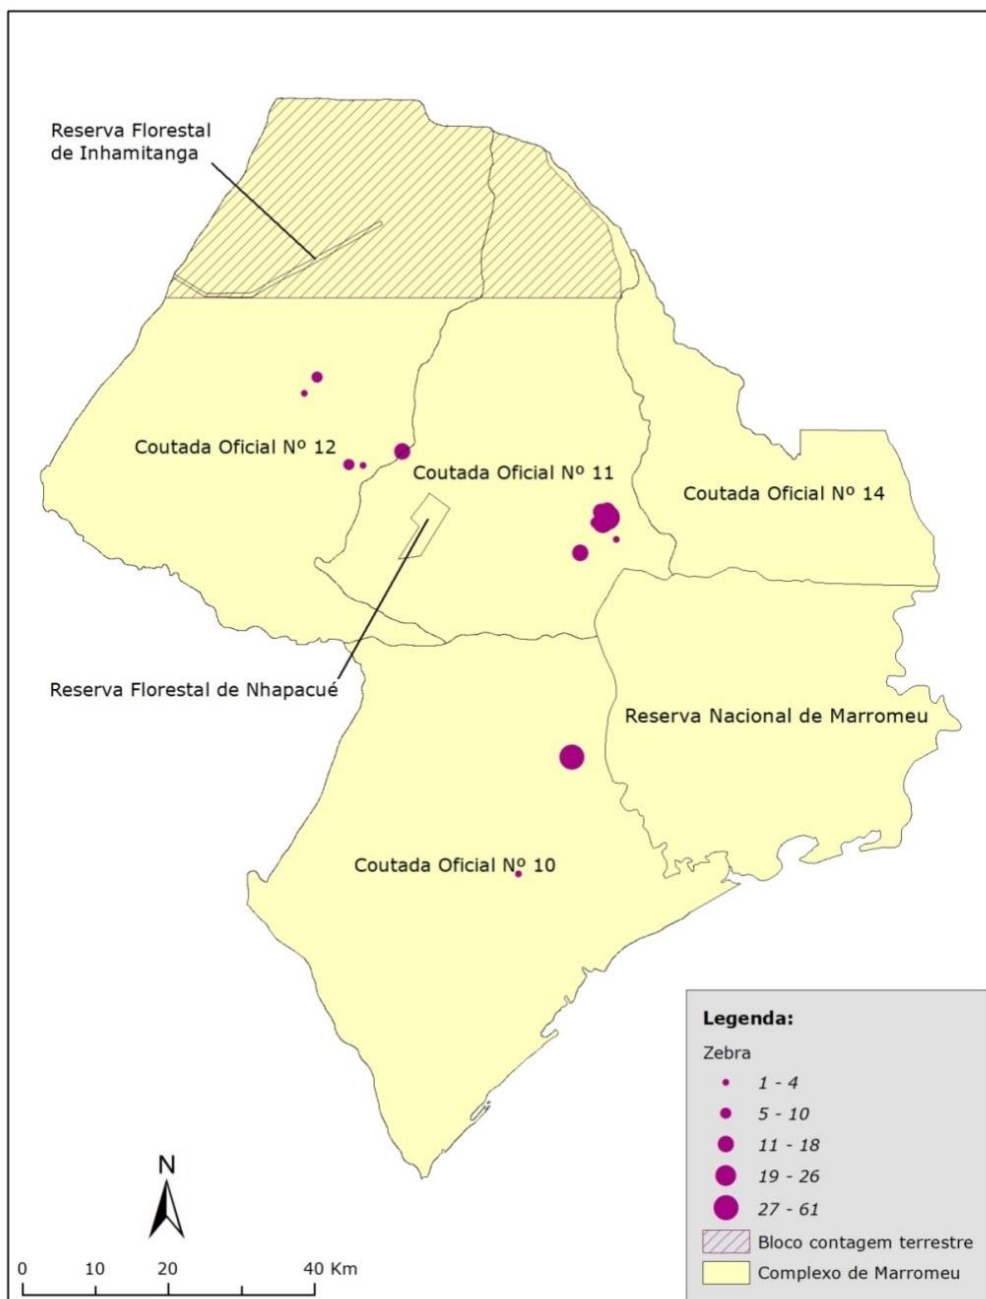 Reserva Florestal
de Inhamitanga
Coutada Oficial Nº 12
Coutada Oficial Nº 11
Coutada Oficial Nº 14
Reserva Florestal de Nhapacué
Reserva Nacional de Marromeu
Coutada Oficial Nº 10
Legenda:
Zebra
1 - 4
5 - 10
11 - 18
19 - 26
27 - 61
Bloco contagem terrestre
Complexo de Marromeu
N
0 10 20 40 Km